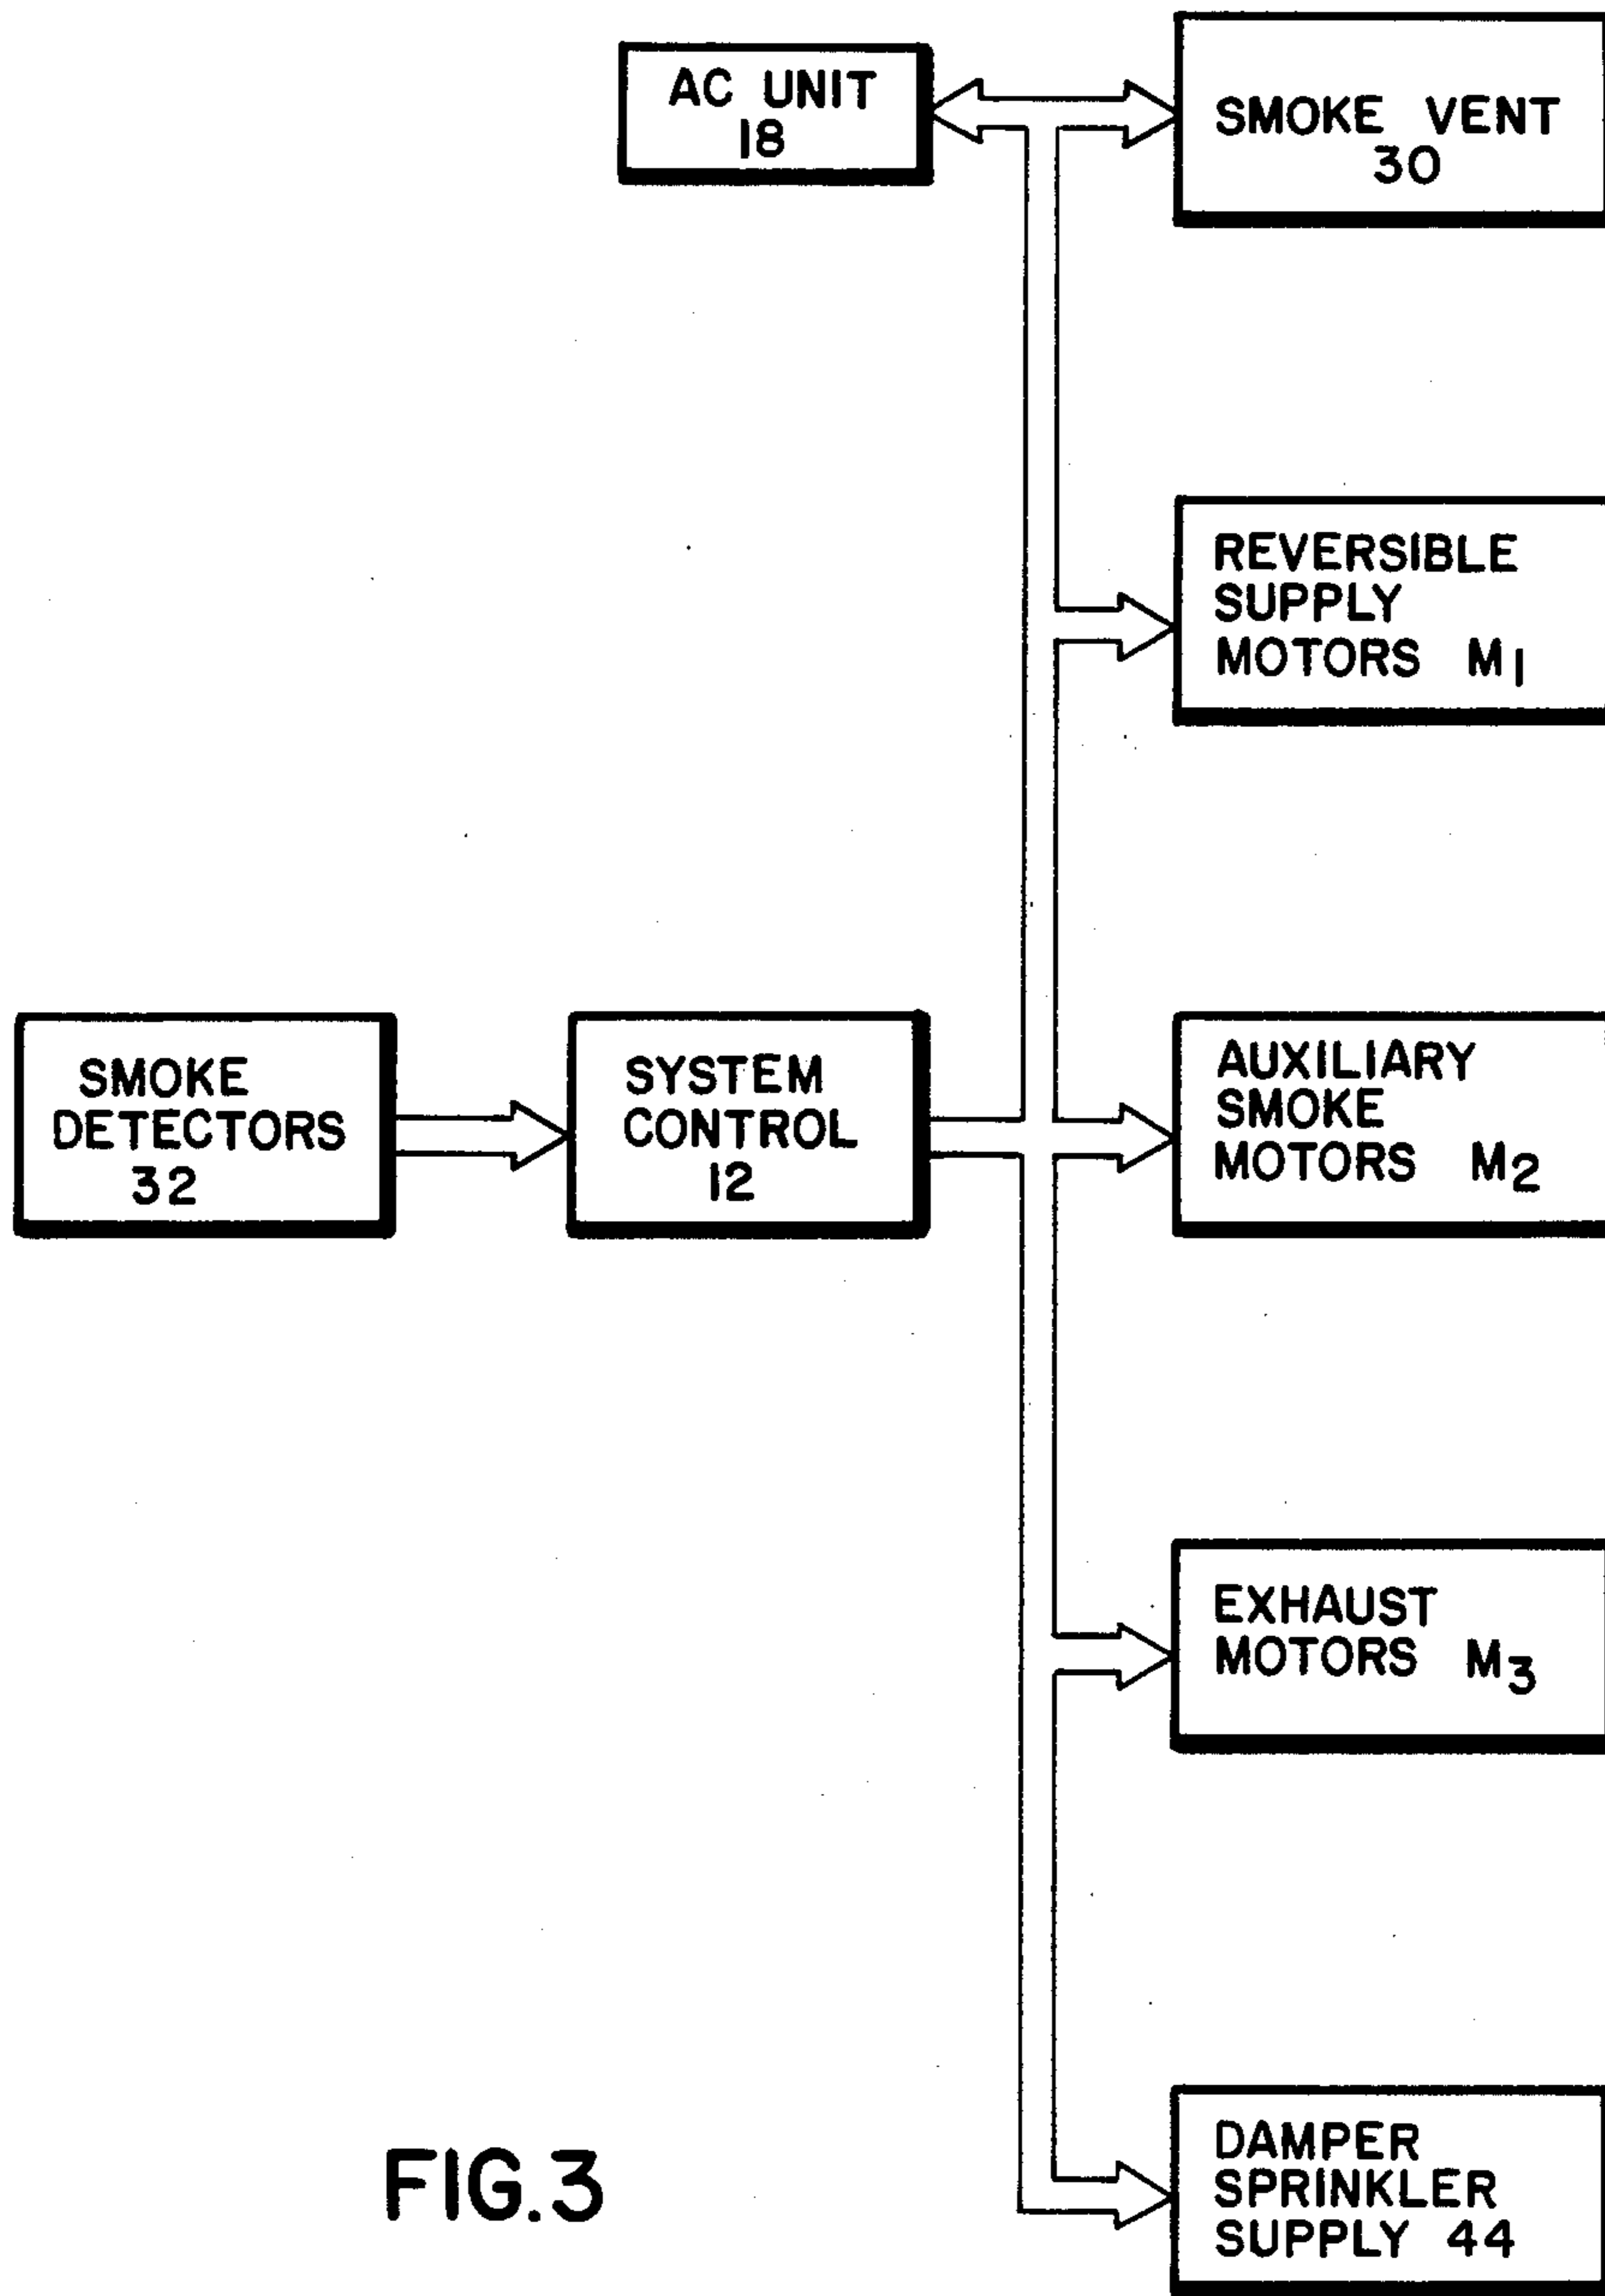 AC UNIT
18
SMOKE VENT
30
REVERSIBLE
SUPPLY
MOTORS M1
SMOKE
DETECTORS
32
SYSTEM
CONTROL
12
AUXILIARY
SMOKE
MOTORS M2
EXHAUST
MOTORS M3
DAMPER
SPRINKLER
SUPPLY 44
FIG.3